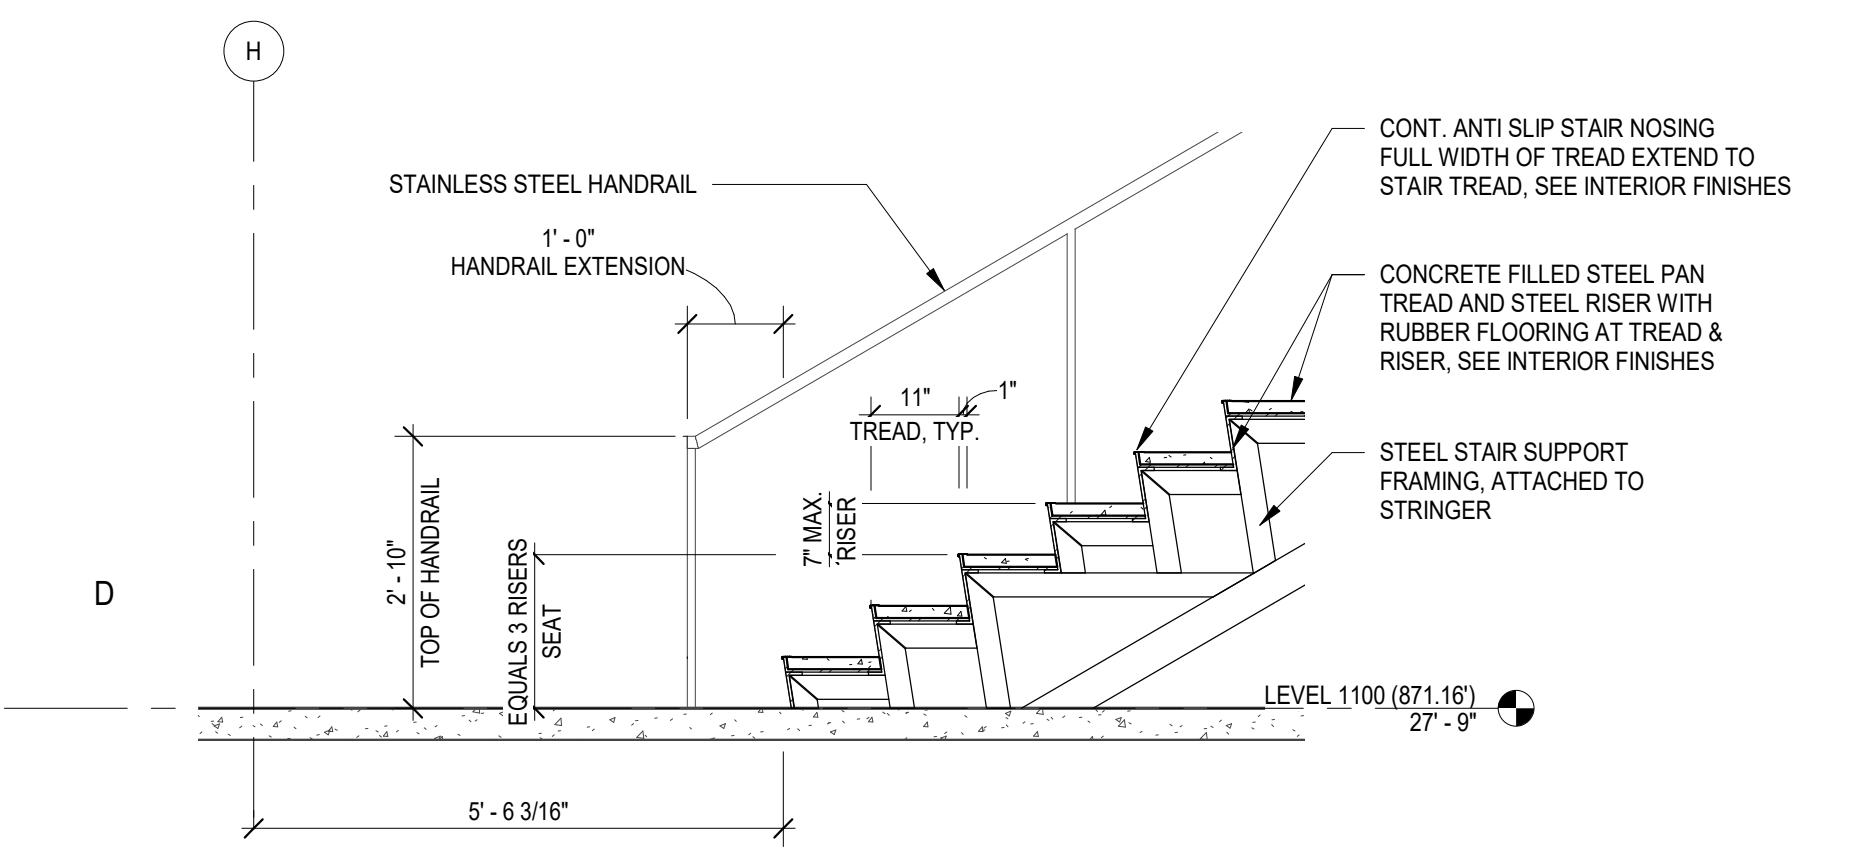 H
CONT. ANTI SLIP STAIR NOSING
FULL WIDTH OF TREAD EXTEND TO
STAIR TREAD, SEE INTERIOR FINISHES
STAINLESS STEEL HANDRAIL
1' - 0"
HANDRAIL EXTENSION
CONCRETE FILLED STEEL PAN
TREAD AND STEEL RISER WITH
RUBBER FLOORING AT TREAD &
RISER, SEE INTERIOR FINISHES
11"
1"
TREAD, TYP.
STEEL STAIR SUPPORT
FRAMING, ATTACHED TO
STRINGER
7" MAX.
RISER
2' - 10"
TOP OF HANDRAIL
EQUALS 3 RISERS
SEAT
D
LEVEL 1100 (871.16')
27' - 9"
5' - 6 3/16"